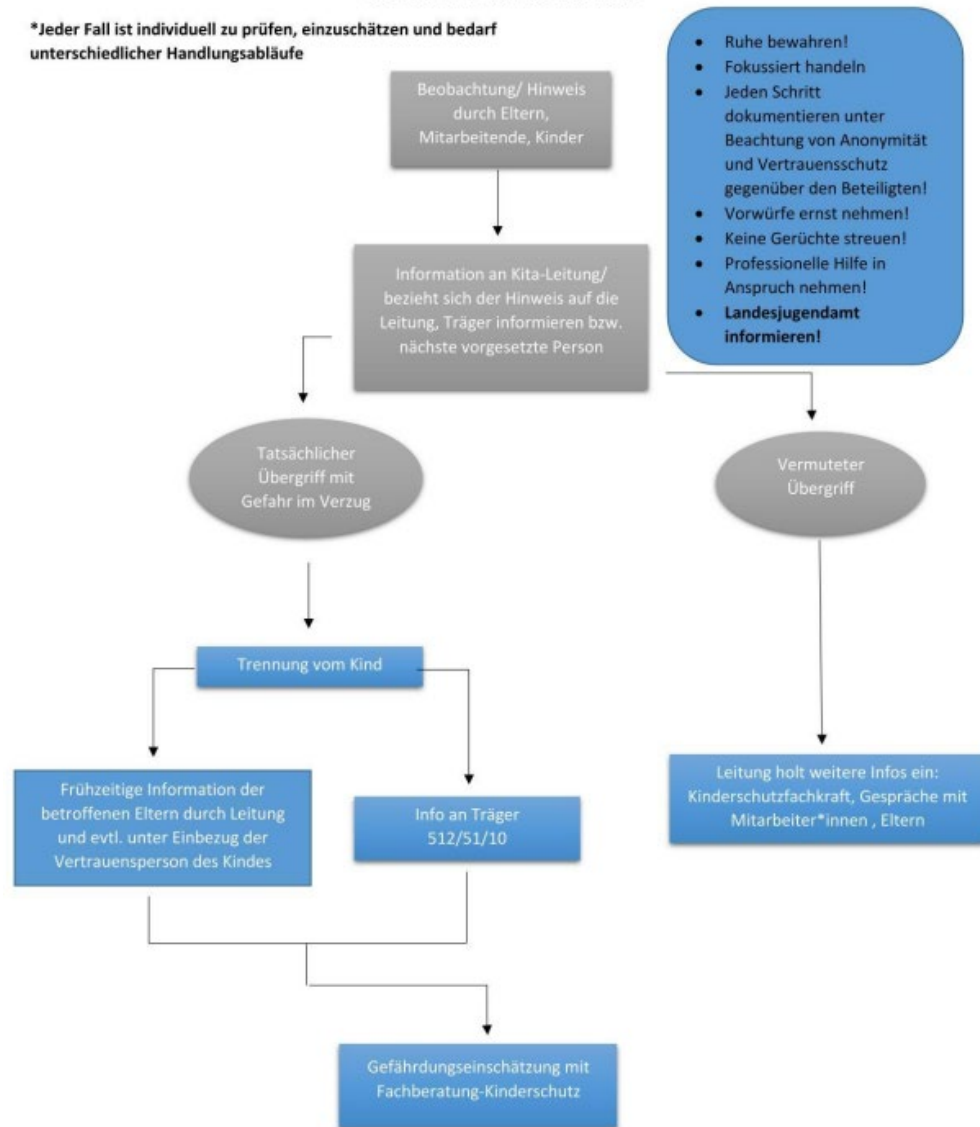 *Jeder Fall ist individuell zu prüfen, einzuschätzen und bedarf
unterschiedlicher Handlungsabläufe
Beobachtung/ Hinweis
durch Eltern,
Mitarbeitende, Kinder
• Ruhe bewahren!
• Fokussiert handeln
• Jeden Schritt
dokumentieren unter
Beachtung von Anonymität
und Vertrauensschutz
gegenüber den Beteiligten!
• Vorwürfe ernst nehmen!
• Keine Gerüchte streuen!
• Professionelle Hilfe in
Anspruch nehmen!
• Landesjugendamt
informieren!
Information an Kita-Leitung/
bezieht sich der Hinweis auf die
Leitung, Träger informieren bzw.
nächste vorgesetzte Person
Tatsächlicher
Übergriff mit
Gefahr im Verzug
Vermuteter
Übergriff
Trennung vom Kind
Frühzeitige Information der
betroffenen Eltern durch Leitung
und evtl. unter Einbezug der
Vertrauensperson des Kindes
Info an Träger
512/51/10
Leitung holt weitere Infos ein:
Kinderschutzfachkraft, Gespräche mit
Mitarbeiter*innen , Eltern
Gefährdungseinschätzung mit
Fachberatung-Kinderschutz